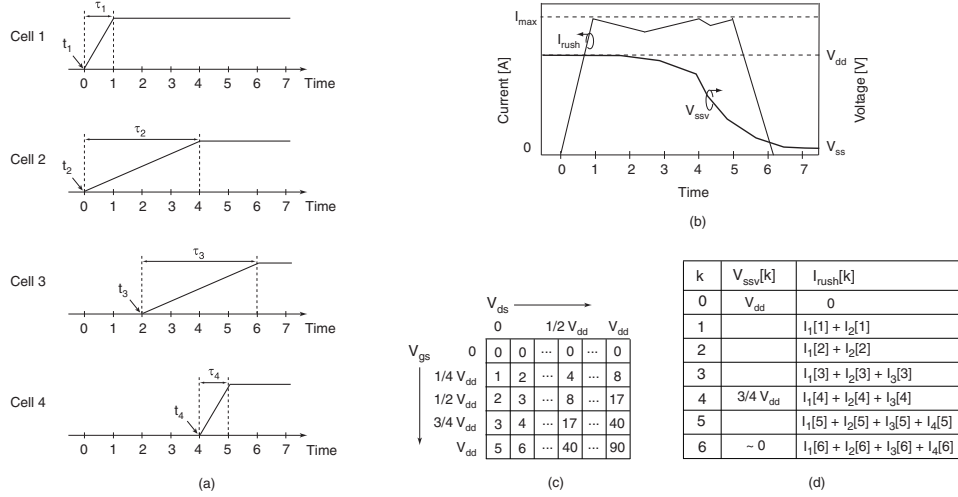 Cell 1
t1
τ1
0 1 2 3 4 5 6 7 Time
Cell 2
t2
τ2
0 1 2 3 4 5 6 7 Time
Cell 3
t3
τ3
0 1 2 3 4 5 6 7 Time
Cell 4
t4
τ4
0 1 2 3 4 5 6 7 Time
(a)
Imax
Irush
Vdd
Current [A]
Voltage [V]
Vssv
0
Vss
0 1 2 3 4 5 6 7
Time
(b)
Vds
0 1/2 Vdd Vdd
Vgs
0 0 0 ... 0 ... 0
1/4 Vdd 1 2 ... 4 ... 8
1/2 Vdd 2 3 ... 8 ... 17
3/4 Vdd 3 4 ... 17 ... 40
Vdd 5 6 ... 40 ... 90
(c)
k Vssv[k] Irush[k]
0 Vdd 0
1 I1[1] + I2[1]
2 I1[2] + I2[2]
3 I1[3] + I2[3] + I3[3]
4 3/4 Vdd I1[4] + I2[4] + I3[4]
5 I1[5] + I2[5] + I3[5] + I4[5]
6 ~ 0 I1[6] + I2[6] + I3[6] + I4[6]
(d)